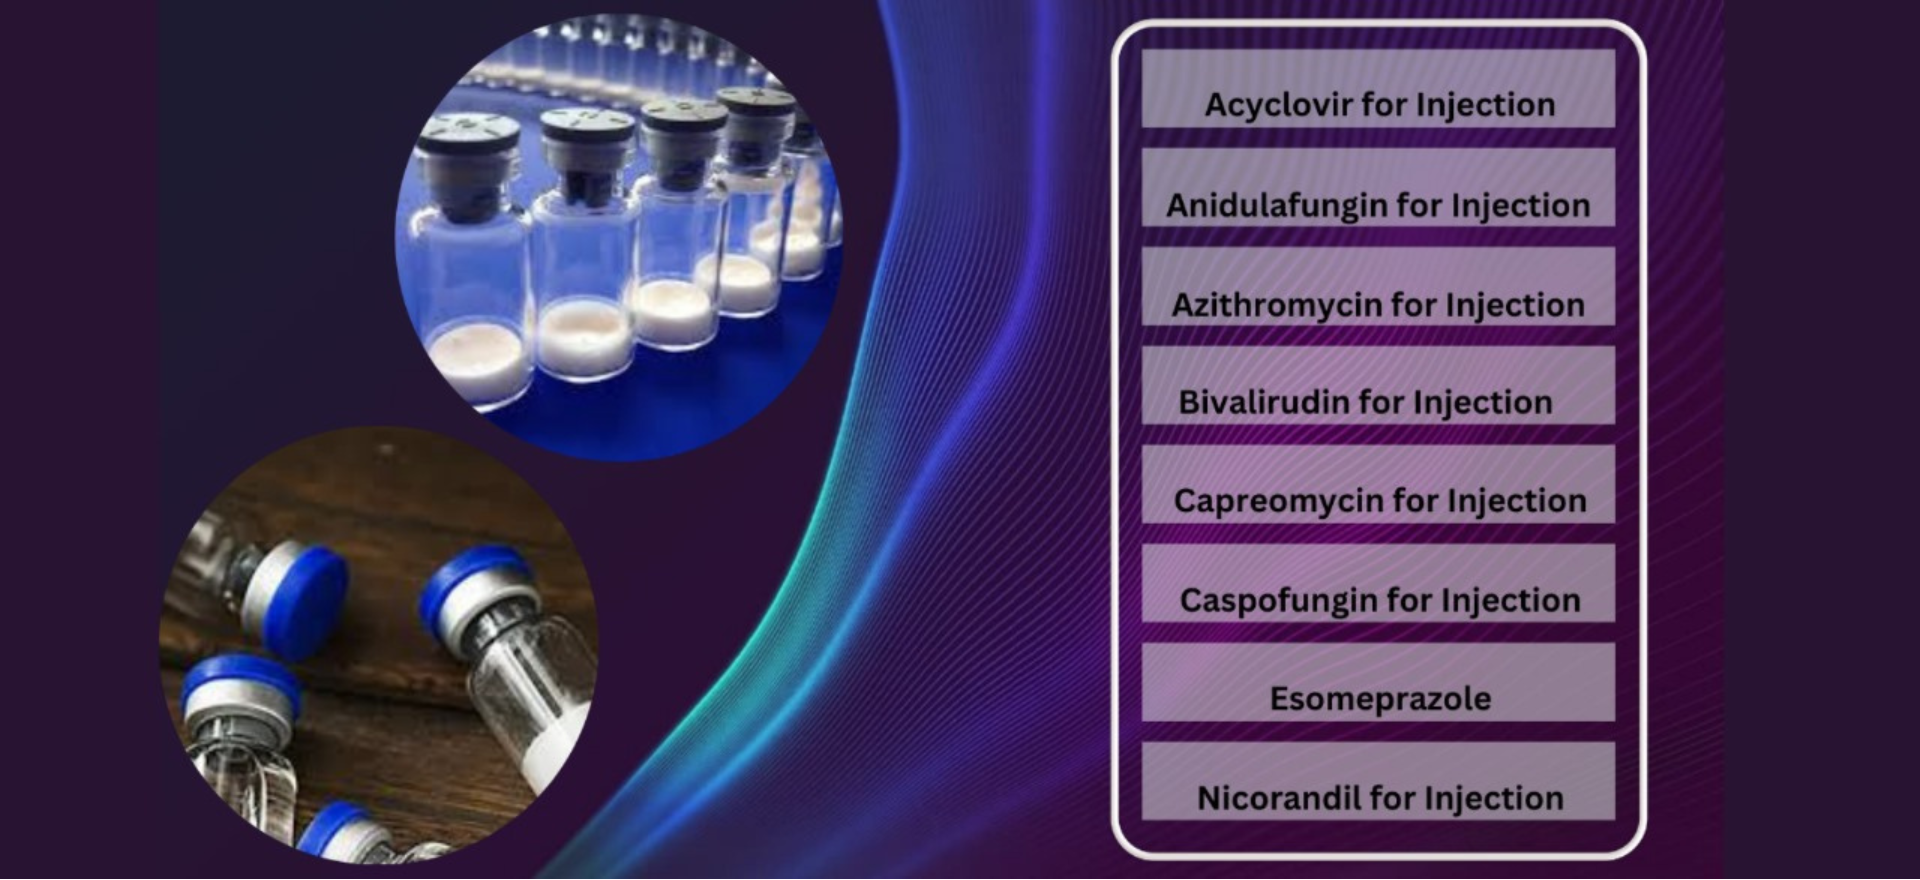 Acyclovir for Injection
Anidulafungin for Injection
Azithromycin for Injection
Bivalirudin for Injection
Capreomycin for Injection
Caspofungin for Injection
Esomeprazole
Nicorandil for Injection